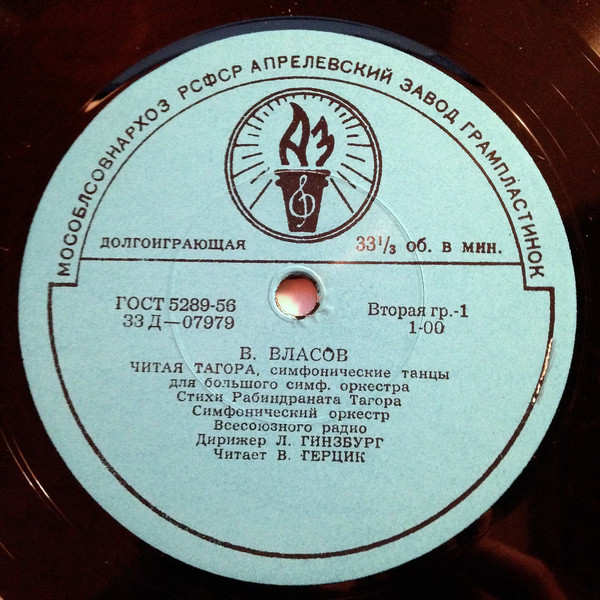 МОСОБЛСОВНАРХОЗ РСФСР АПРЕЛЕВСКИЙ ЗАВОД ГРАМПЛАСТИНОК
АЗ
ДОЛГОИГРАЮЩАЯ 33⅓ об. в мин.
ГОСТ 5289-56 Вторая гр.-1
33 Д—07979 1-00
В. ВЛАСОВ
ЧИТАЯ ТАГОРА, симфонические танцы
для большого симф. оркестра
Стихи Рабиндраната Тагора
Симфонический оркестр
Всесоюзного радио
Дирижер Л. ГИНЗБУРГ
Читает В. ГЕРЦИК